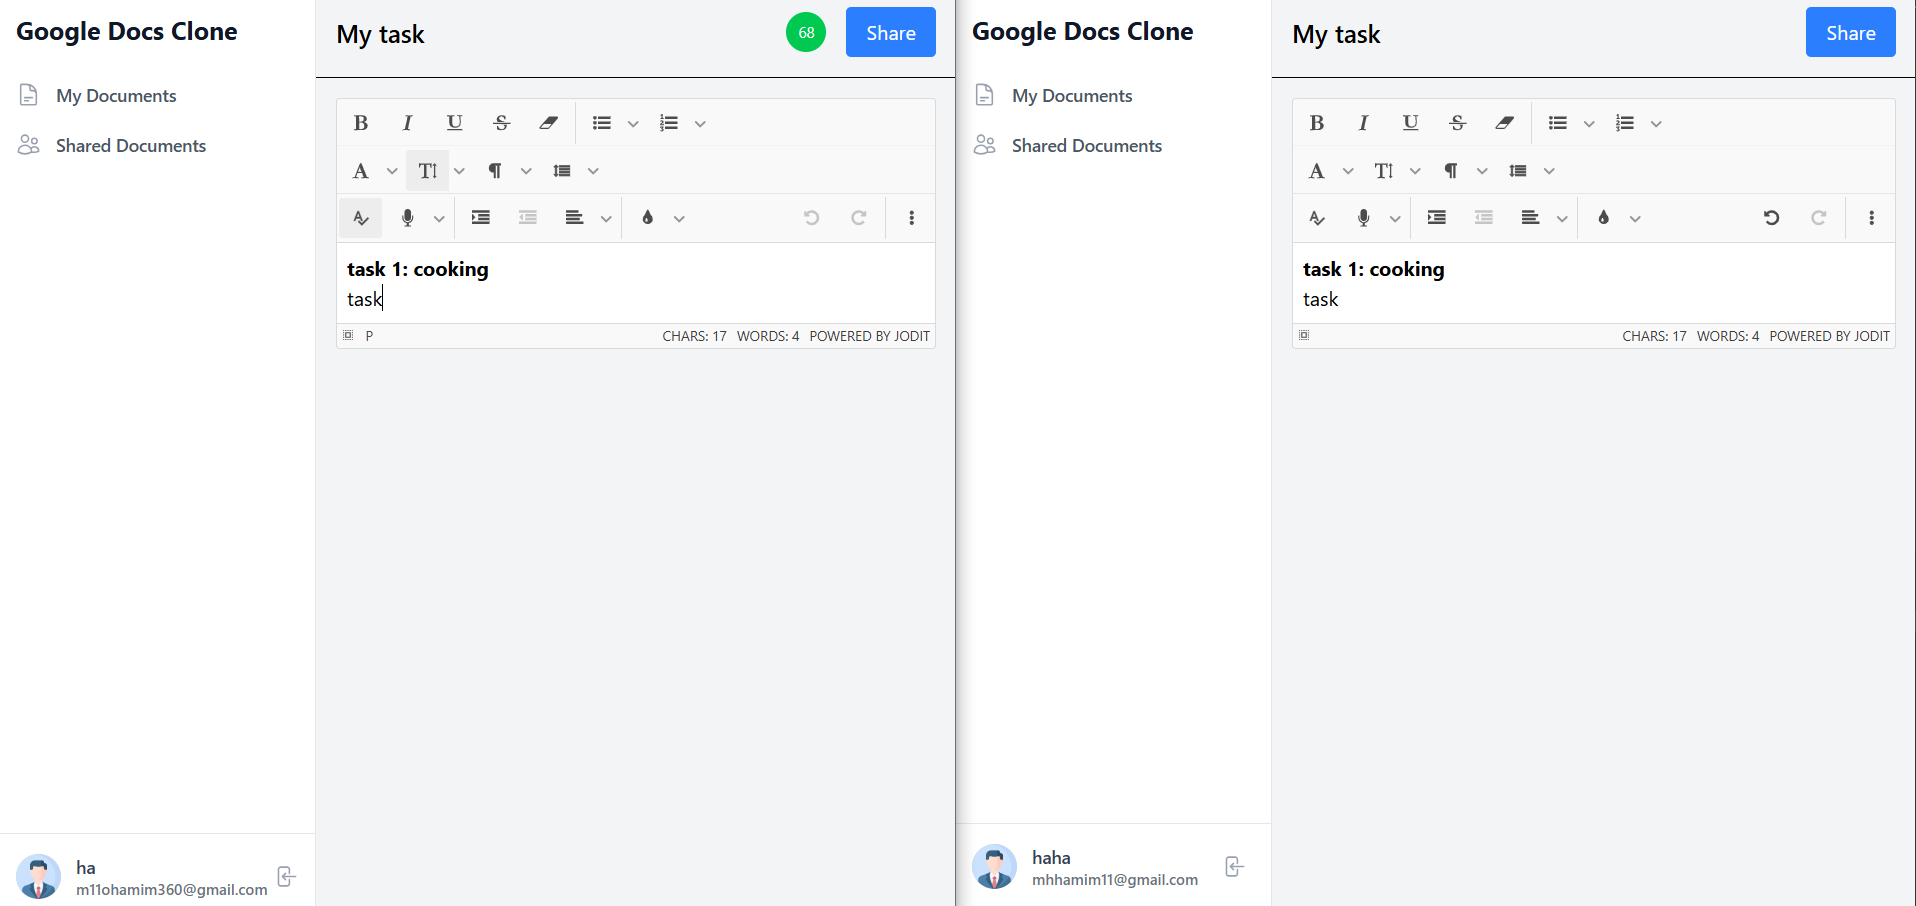 Google Docs Clone
My Documents
Shared Documents
My task
68
Share
task 1: cooking
task
P
CHARS: 17 WORDS: 4 POWERED BY JODIT
ha
m11ohamim360@gmail.com
Google Docs Clone
My Documents
Shared Documents
My task
Share
task 1: cooking
task
CHARS: 17 WORDS: 4 POWERED BY JODIT
haha
mhhamim11@gmail.com